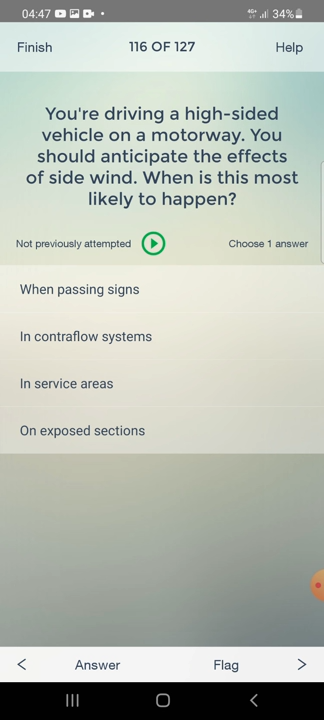 04:47 4G+ 34%
Finish 116 OF 127 Help
You're driving a high-sided
vehicle on a motorway. You
should anticipate the effects
of side wind. When is this most
likely to happen?
Not previously attempted Choose 1 answer
When passing signs
In contraflow systems
In service areas
On exposed sections
< Answer Flag >